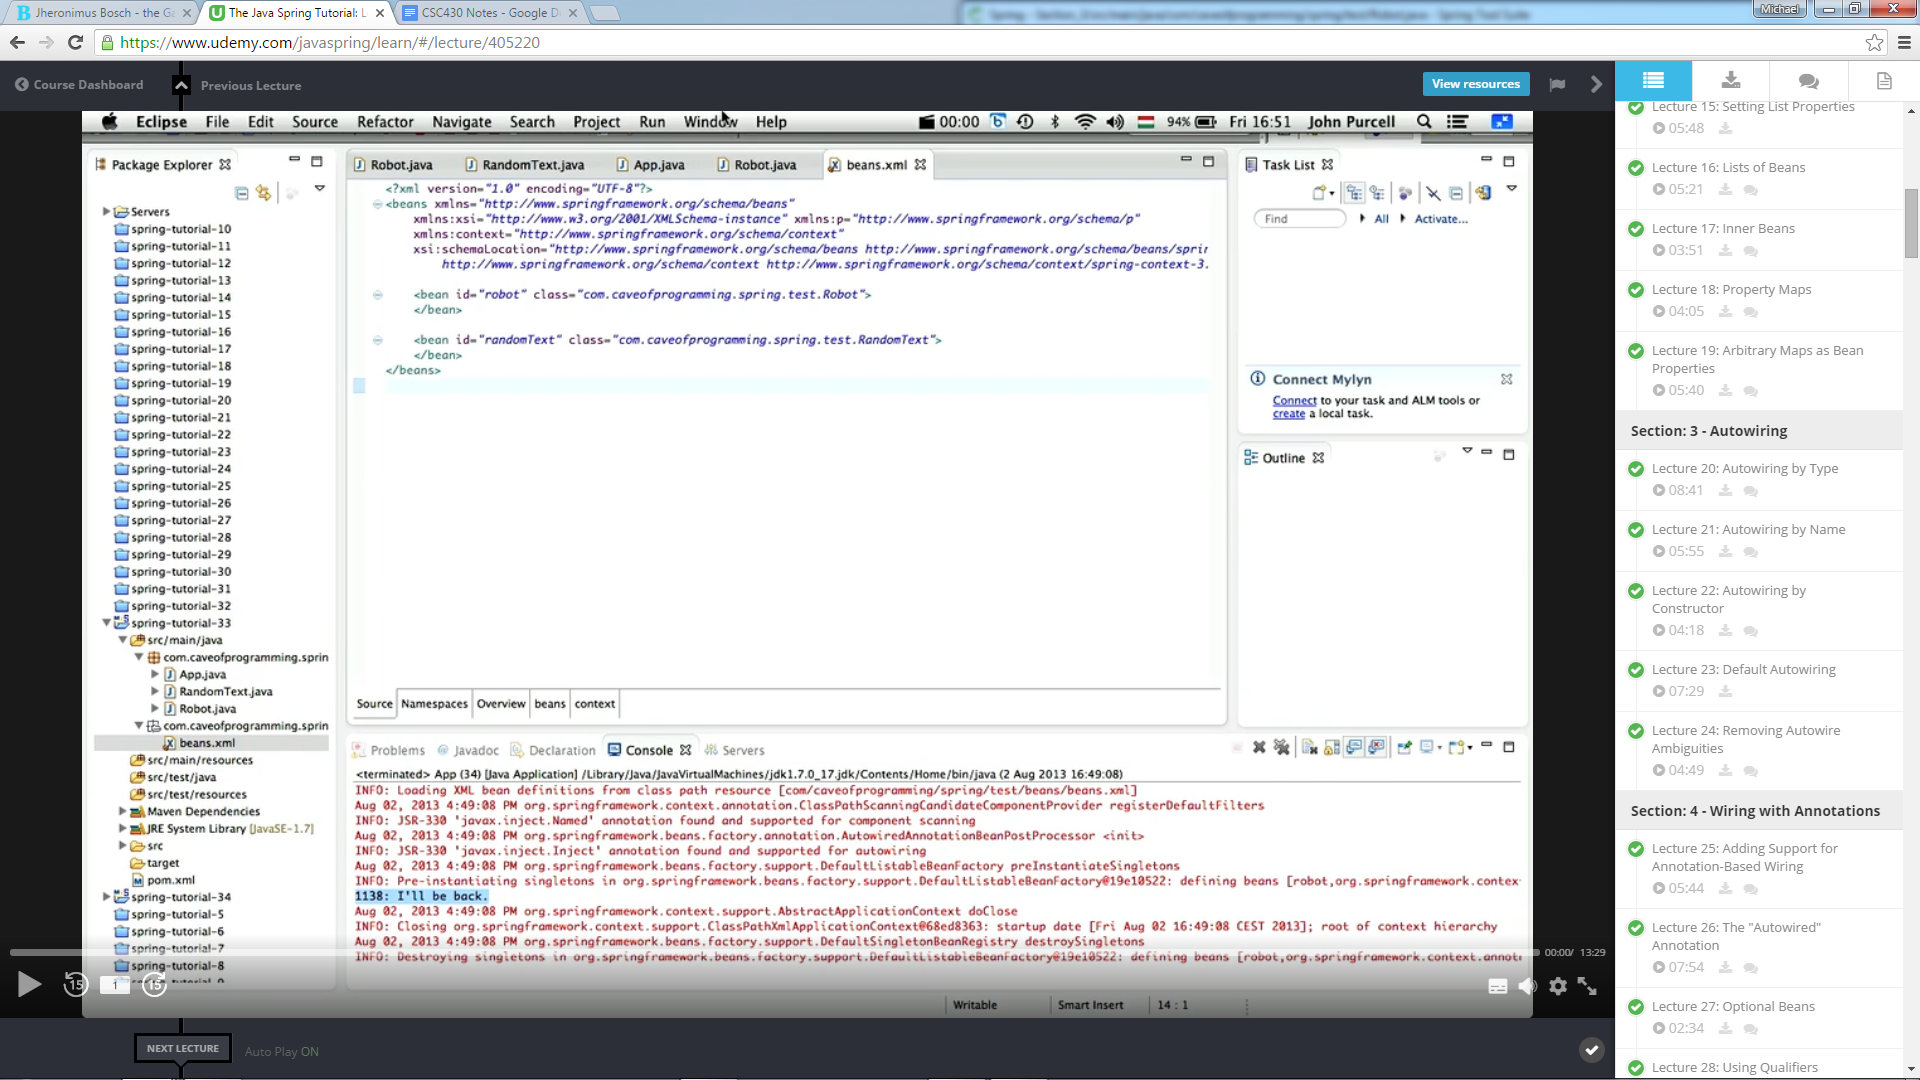 Jheronimus Bosch - the Ga
The Java Spring Tutorial: L
CSC430 Notes - Google D
Michael
https://www.udemy.com/javaspring/learn/#/lecture/405220
Course Dashboard
Previous Lecture
View resources
Eclipse File Edit Source Refactor Navigate Search Project Run Window Help
00:00 94% Fri 16:51 John Purcell
Package Explorer
Servers
spring-tutorial-10
spring-tutorial-11
spring-tutorial-12
spring-tutorial-13
spring-tutorial-14
spring-tutorial-15
spring-tutorial-16
spring-tutorial-17
spring-tutorial-18
spring-tutorial-19
spring-tutorial-20
spring-tutorial-21
spring-tutorial-22
spring-tutorial-23
spring-tutorial-24
spring-tutorial-25
spring-tutorial-26
spring-tutorial-27
spring-tutorial-28
spring-tutorial-29
spring-tutorial-30
spring-tutorial-31
spring-tutorial-32
spring-tutorial-33
src/main/java
com.caveofprogramming.sprin
App.java
RandomText.java
Robot.java
com.caveofprogramming.sprin
beans.xml
src/main/resources
src/test/java
src/test/resources
Maven Dependencies
JRE System Library [JavaSE-1.7]
src
target
pom.xml
spring-tutorial-34
spring-tutorial-5
spring-tutorial-6
spring-tutorial-7
spring-tutorial-8
Robot.java RandomText.java App.java Robot.java beans.xml
<?xml version="1.0" encoding="UTF-8"?>
<beans xmlns="http://www.springframework.org/schema/beans"
xmlns:xsi="http://www.w3.org/2001/XMLSchema-instance" xmlns:p="http://www.springframework.org/schema/p"
xmlns:context="http://www.springframework.org/schema/context"
xsi:schemaLocation="http://www.springframework.org/schema/beans http://www.springframework.org/schema/beans/sprin
http://www.springframework.org/schema/context http://www.springframework.org/schema/context/spring-context-3.
<bean id="robot" class="com.caveofprogramming.spring.test.Robot">
</bean>
<bean id="randomText" class="com.caveofprogramming.spring.test.RandomText">
</bean>
</beans>
Source Namespaces Overview beans context
Task List
Find All Activate...
Connect Mylyn
Connect to your task and ALM tools or
create a local task.
Outline
Problems Javadoc Declaration Console Servers
<terminated> App (34) [Java Application] /Library/Java/JavaVirtualMachines/jdk1.7.0_17.jdk/Contents/Home/bin/java (2 Aug 2013 16:49:08)
INFO: Loading XML bean definitions from class path resource [com/caveofprogramming/spring/test/beans/beans.xml]
Aug 02, 2013 4:49:08 PM org.springframework.context.annotation.ClassPathScanningCandidateComponentProvider registerDefaultFilters
INFO: JSR-330 'javax.inject.Named' annotation found and supported for component scanning
Aug 02, 2013 4:49:08 PM org.springframework.beans.factory.annotation.AutowiredAnnotationBeanPostProcessor <init>
INFO: JSR-330 'javax.inject.Inject' annotation found and supported for autowiring
Aug 02, 2013 4:49:08 PM org.springframework.beans.factory.support.DefaultListableBeanFactory preInstantiateSingletons
INFO: Pre-instantiating singletons in org.springframework.beans.factory.support.DefaultListableBeanFactory@19e10522: defining beans [robot,org.springframework.contex
1138: I'll be back.
Aug 02, 2013 4:49:08 PM org.springframework.context.support.AbstractApplicationContext doClose
INFO: Closing org.springframework.context.support.ClassPathXmlApplicationContext@68ed8363: startup date [Fri Aug 02 16:49:08 CEST 2013]; root of context hierarchy
Aug 02, 2013 4:49:08 PM org.springframework.beans.factory.support.DefaultSingletonBeanRegistry destroySingletons
INFO: Destroying singletons in org.springframework.beans.factory.support.DefaultListableBeanFactory@19e10522: defining beans [robot,org.springframework.context.annot
00:00/ 13:29
15 1 15
Writable Smart Insert 14 : 1
NEXT LECTURE
Auto Play ON
Lecture 15: Setting List Properties
05:48
Lecture 16: Lists of Beans
05:21
Lecture 17: Inner Beans
03:51
Lecture 18: Property Maps
04:05
Lecture 19: Arbitrary Maps as Bean
Properties
05:40
Section: 3 - Autowiring
Lecture 20: Autowiring by Type
08:41
Lecture 21: Autowiring by Name
05:55
Lecture 22: Autowiring by
Constructor
04:18
Lecture 23: Default Autowiring
07:29
Lecture 24: Removing Autowire
Ambiguities
04:49
Section: 4 - Wiring with Annotations
Lecture 25: Adding Support for
Annotation-Based Wiring
05:44
Lecture 26: The "Autowired"
Annotation
07:54
Lecture 27: Optional Beans
02:34
Lecture 28: Using Qualifiers